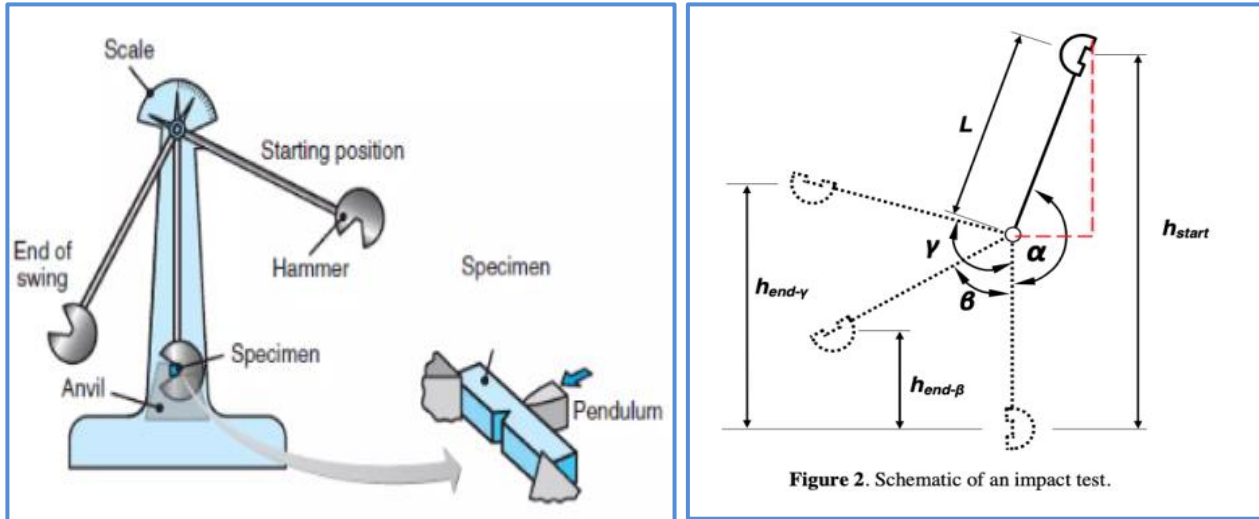 Scale
Starting position
End of
swing
Hammer
Specimen
Specimen
Anvil
Pendulum
L
h_start
γ
α
h_end-γ
β
h_end-β
Figure 2. Schematic of an impact test.